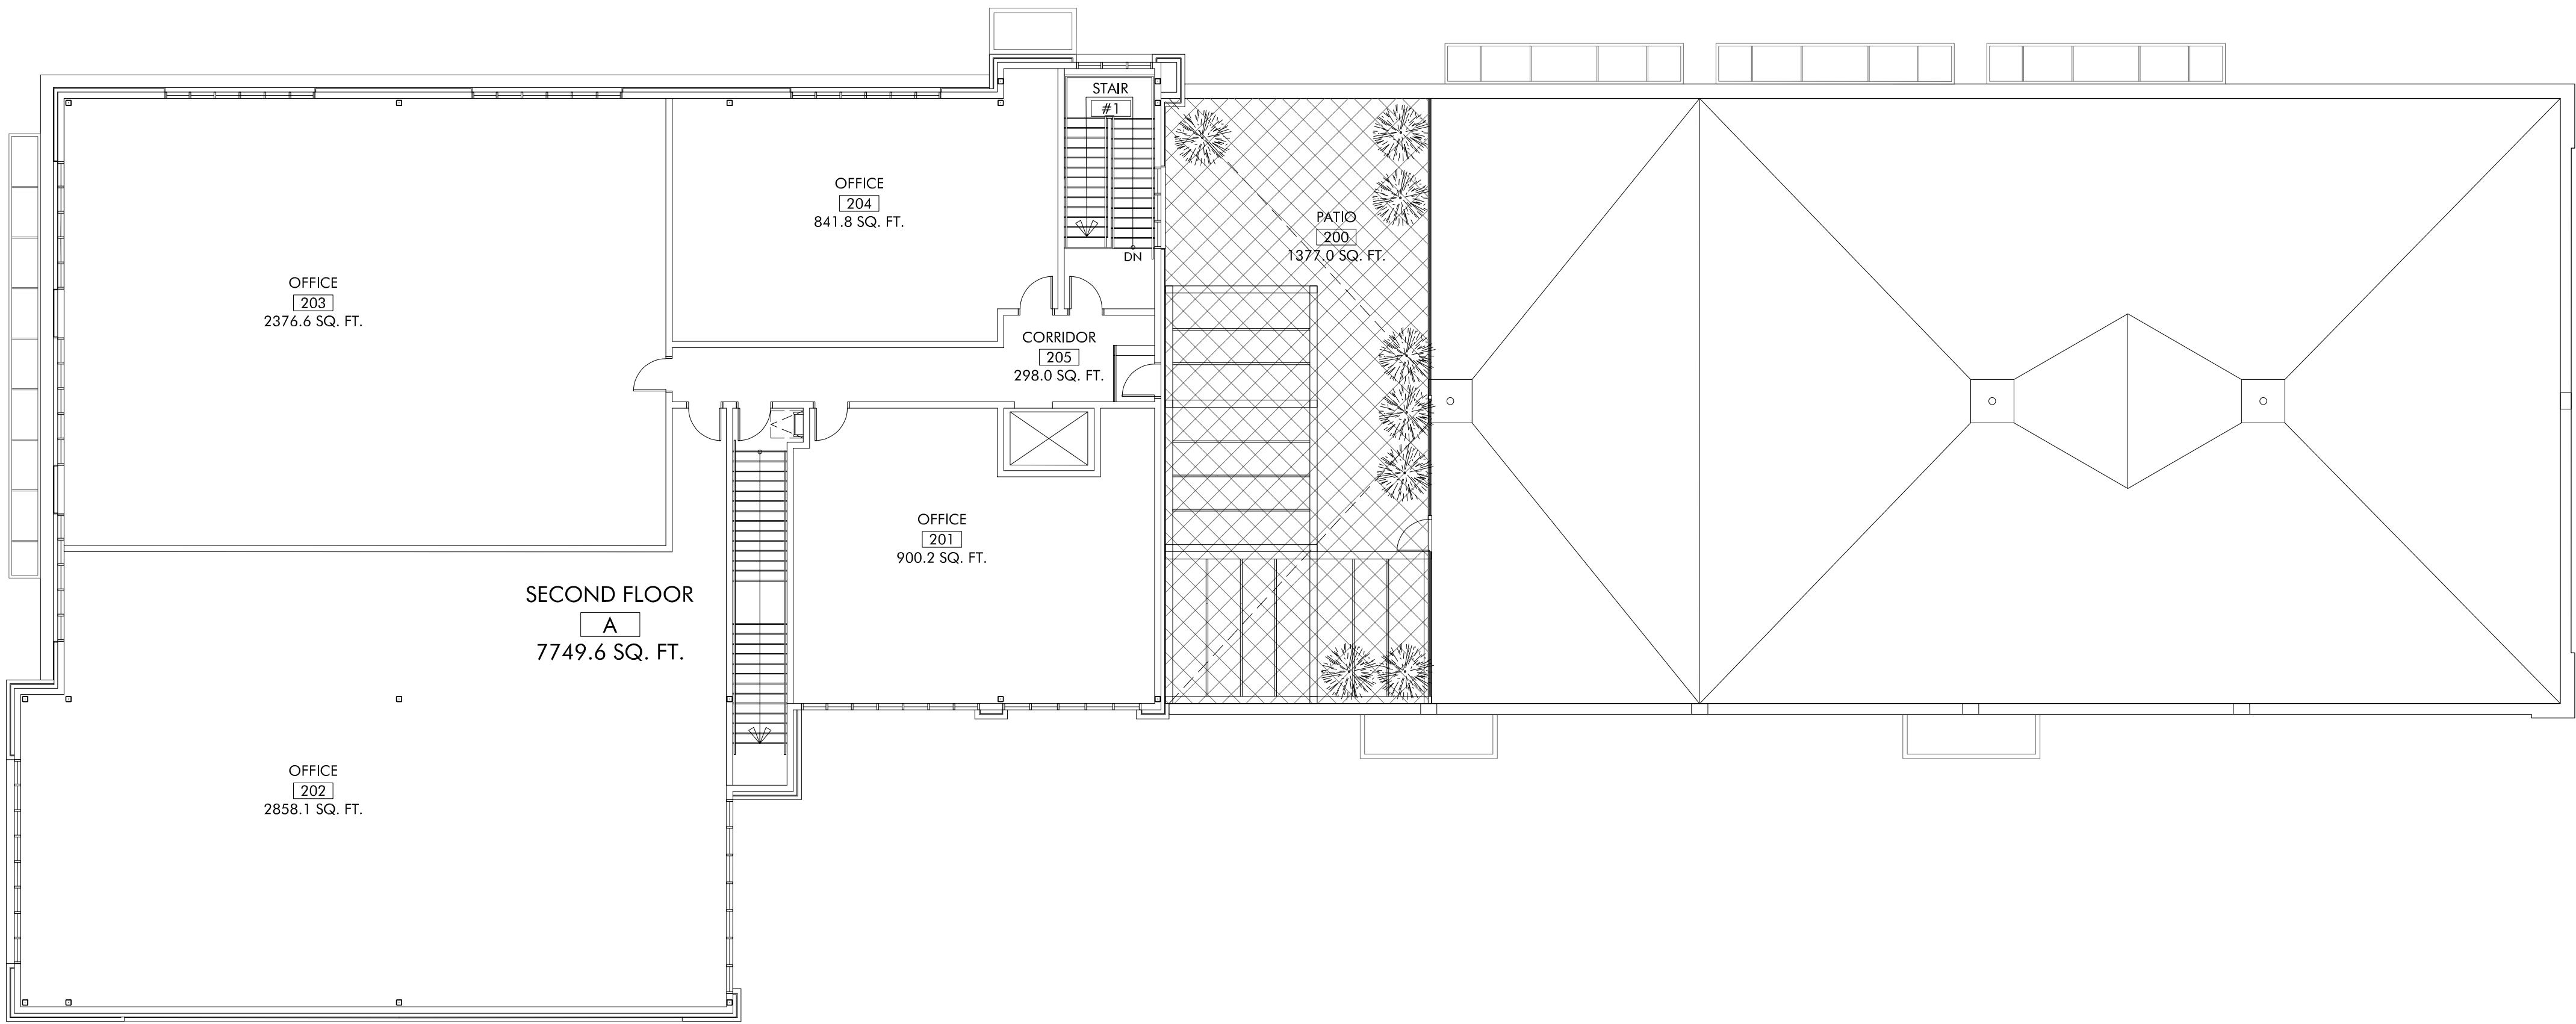 STAIR
#1
OFFICE
204
841.8 SQ. FT.
PATIO
200
1377.0 SQ. FT.
DN
OFFICE
203
2376.6 SQ. FT.
CORRIDOR
205
298.0 SQ. FT.
OFFICE
201
900.2 SQ. FT.
SECOND FLOOR
A
7749.6 SQ. FT.
OFFICE
202
2858.1 SQ. FT.